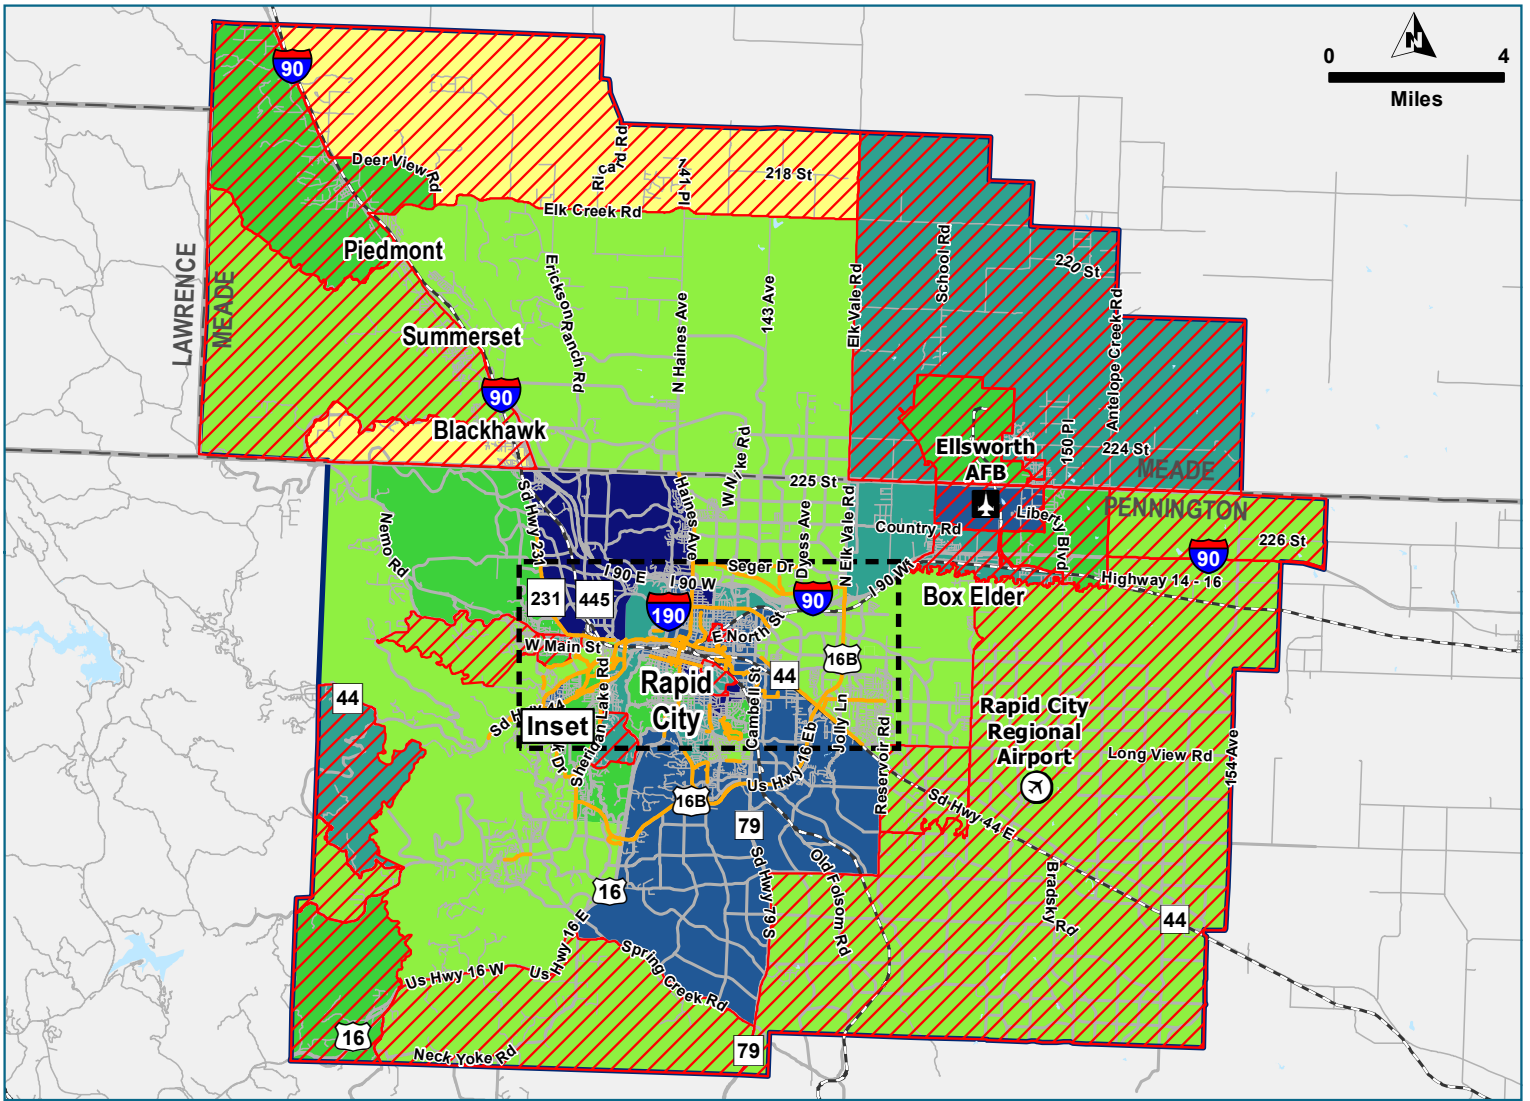 N
0 4
Miles
90
Deer View Rd
Ricard Rd
141 Pl
218 St
Elk Creek Rd
LAWRENCE
MEADE
Piedmont
Erickson Ranch Rd
N Haines Ave
143 Ave
Elk Vale Rd
School Rd
220 St
Antelope Creek Rd
Summerset
90
Blackhawk
W Nike Rd
150 Pl
224 St
Ellsworth
AFB
MEADE
PENNINGTON
225 St
Sd Hwy 231
Haines Ave
Nemo Rd
Dyess Ave
N Elk Vale Rd
Country Rd
Liberty Blvd
226 St
90
I 90 E
I 90 W
Seger Dr
I 90 W
Highway 14 - 16
231
445
190
90
Box Elder
W Main St
E North St
16B
44
Rapid
City
44
Inset
Sheridan Lake Rd
Cambell St
Jolly Ln
Reservoir Rd
Us Hwy 16 Eb
Rapid City
Regional
Airport
Long View Rd
154 Ave
16B
79
Sd Hwy 44 E
Sd Hwy 79 S
Old Folsom Rd
Bradsky Rd
16
44
Us Hwy 16 W
Us Hwy 16 E
Spring Creek Rd
16
Neck Yoke Rd
79